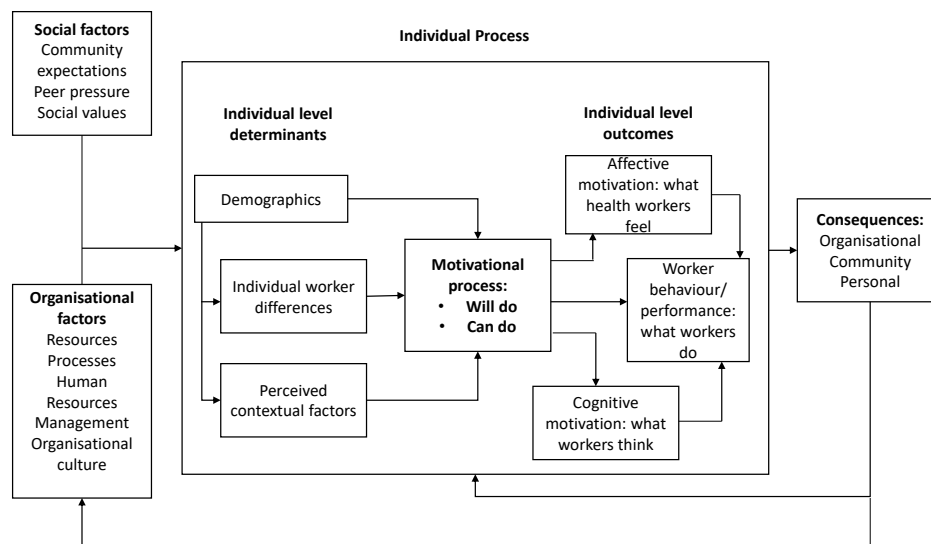 Social factors
Community
expectations
Peer pressure
Social values
Individual Process
Individual level
determinants
Individual level
outcomes
Demographics
Affective
motivation: what
health workers
feel
Consequences:
Organisational
Community
Personal
Individual worker
differences
Motivational
process:
• Will do
• Can do
Worker
behaviour/
performance:
what workers
do
Organisational
factors
Resources
Processes
Human
Resources
Management
Organisational
culture
Perceived
contextual factors
Cognitive
motivation: what
workers think